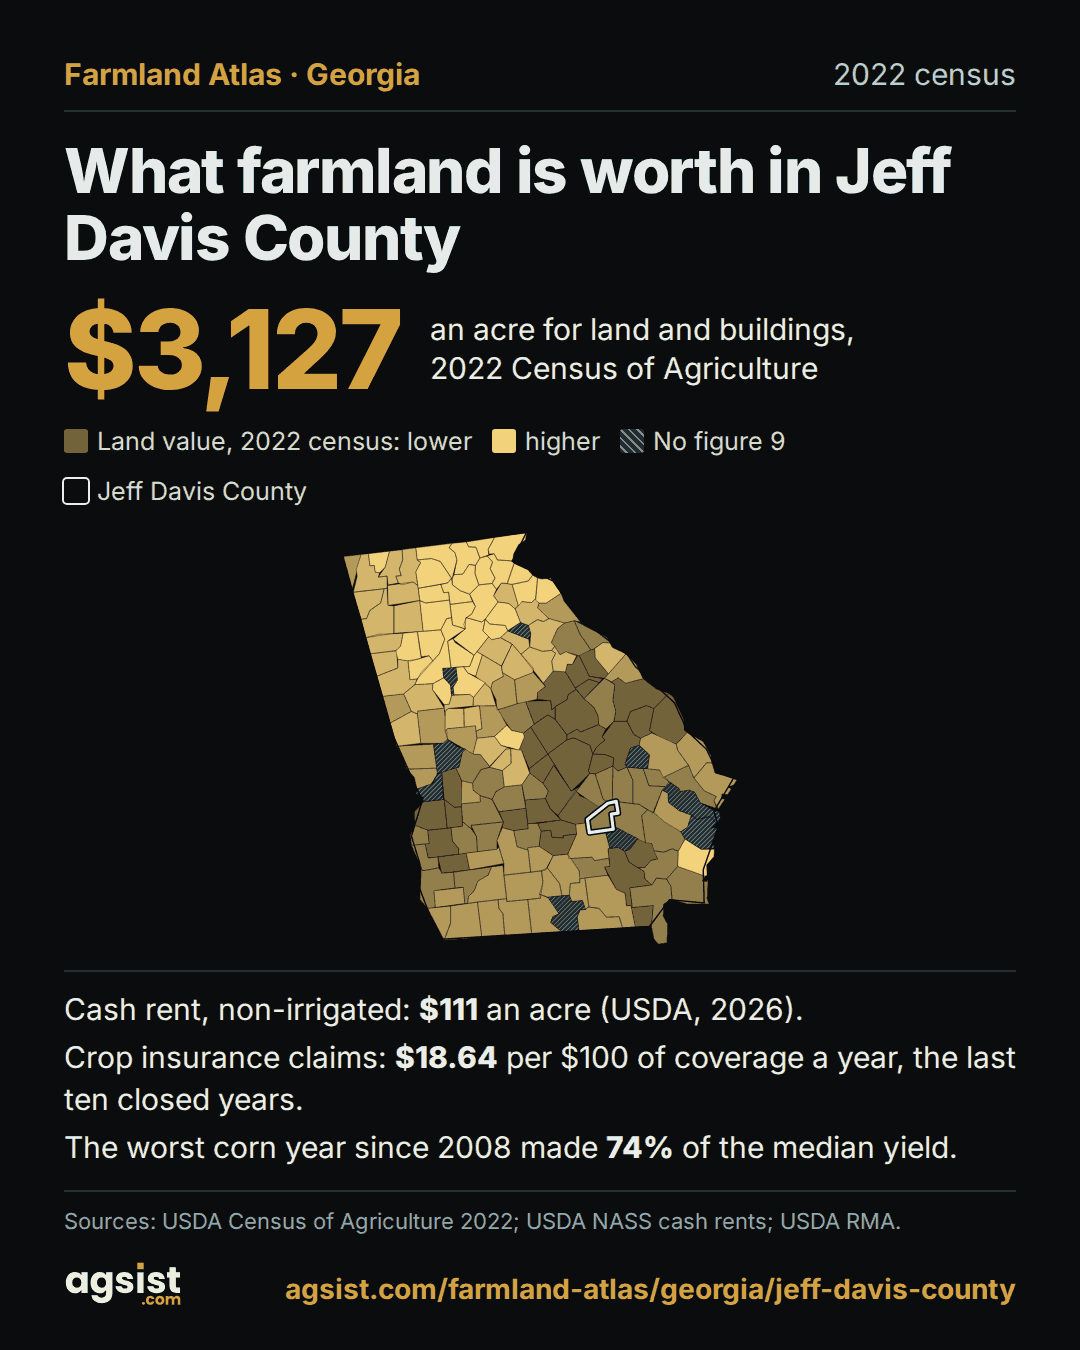 Farmland Atlas · Georgia
2022 census
What farmland is worth in Jeff
Davis County
$3,127
an acre for land and buildings,
2022 Census of Agriculture
Land value, 2022 census: lower
higher
No figure 9
Jeff Davis County
Cash rent, non-irrigated: $111 an acre (USDA, 2026).
Crop insurance claims: $18.64 per $100 of coverage a year, the last
ten closed years.
The worst corn year since 2008 made 74% of the median yield.
Sources: USDA Census of Agriculture 2022; USDA NASS cash rents; USDA RMA.
agsist
.com
agsist.com/farmland-atlas/georgia/jeff-davis-county